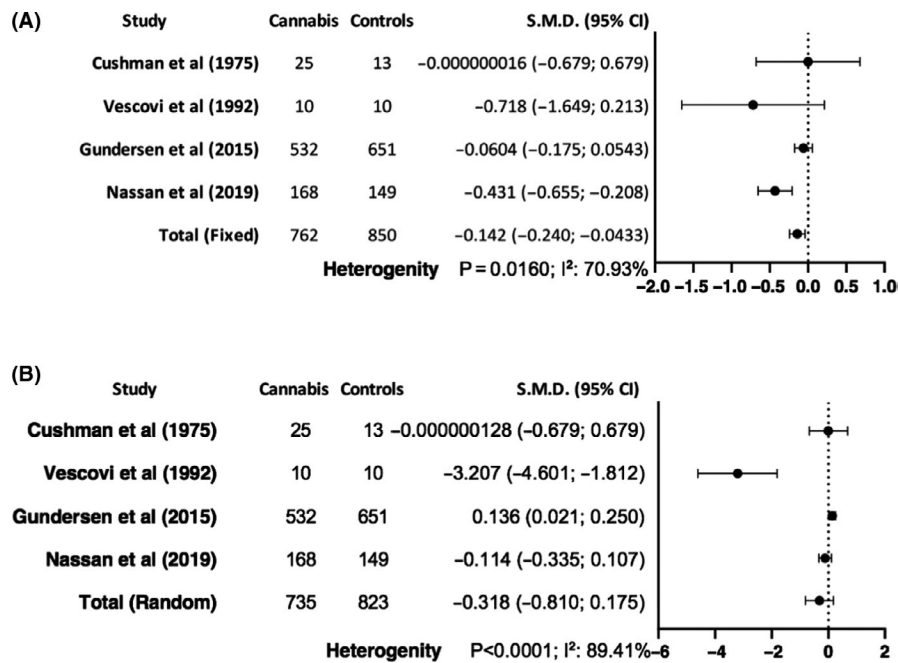 (A)
Study Cannabis Controls S.M.D. (95% CI)
Cushman et al (1975) 25 13 −0.000000016 (−0.679; 0.679)
Vescovi et al (1992) 10 10 −0.718 (−1.649; 0.213)
Gundersen et al (2015) 532 651 −0.0604 (−0.175; 0.0543)
Nassan et al (2019) 168 149 −0.431 (−0.655; −0.208)
Total (Fixed) 762 850 −0.142 (−0.240; −0.0433)
Heterogenity P = 0.0160; I²: 70.93%
−2.0 −1.5 −1.0 −0.5 0.0 0.5 1.0
(B)
Study Cannabis Controls S.M.D. (95% CI)
Cushman et al (1975) 25 13 −0.000000128 (−0.679; 0.679)
Vescovi et al (1992) 10 10 −3.207 (−4.601; −1.812)
Gundersen et al (2015) 532 651 0.136 (0.021; 0.250)
Nassan et al (2019) 168 149 −0.114 (−0.335; 0.107)
Total (Random) 735 823 −0.318 (−0.810; 0.175)
Heterogenity P<0.0001; I²: 89.41%
−6 −4 −2 0 2